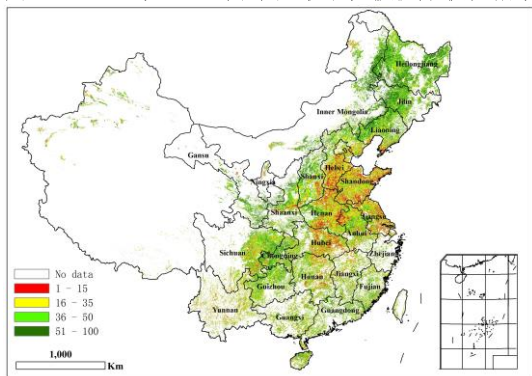 Heilongjiang
Jilin
Inner Mongolia
Liaoning
Gansu
Hebei
Ningxia
Shanxi
Shandong
Shaanxi
Henan
Jiangsu
Anhui
Sichuan
Chongqing
Hubei
Zhejiang
Guizhou
Hunan
Jiangxi
Fujian
Yunnan
Guangxi
Guangdong
No data
1 - 15
16 - 35
36 - 50
51 - 100
1,000
Km